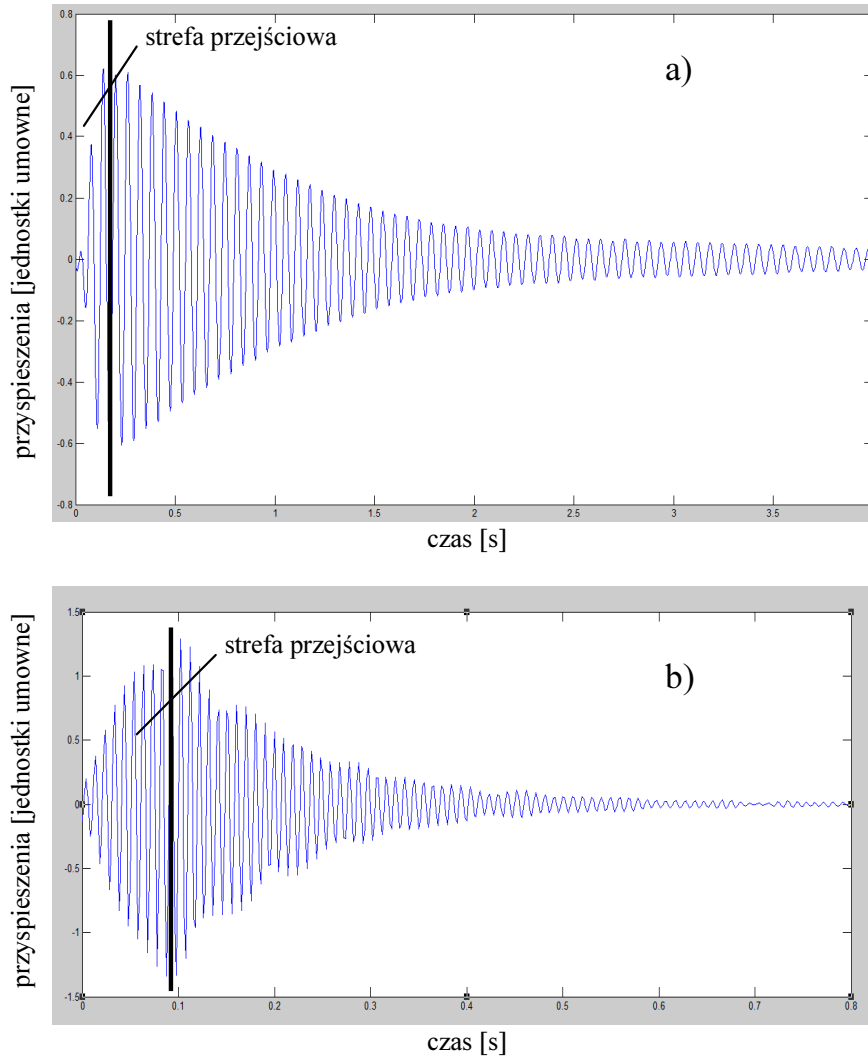 0.8
strefa przejściowa
a)
0.6
0.4
0.2
0
-0.2
-0.4
-0.6
-0.8
przyspieszenia [jednostki umowne]
0 0.5 1 1.5 2 2.5 3 3.5
czas [s]
1.5
strefa przejściowa
b)
1
0.5
0
-0.5
-1
-1.5
przyspieszenia [jednostki umowne]
0 0.1 0.2 0.3 0.4 0.5 0.6 0.7 0.8
czas [s]